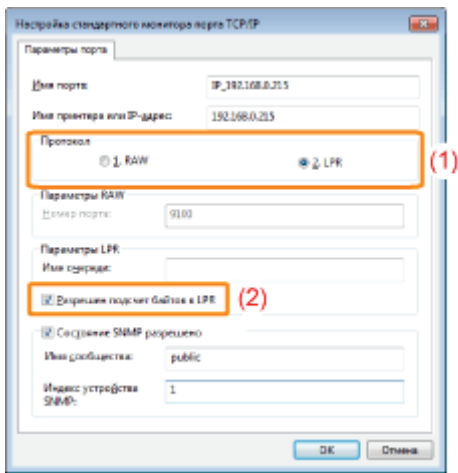 Настройка стандартного монитора порта TCP/IP
Параметры порта
Имя порта: IP_192.168.0.215
Имя принтера или IP-адрес: 192.168.0.215
Протокол
1. RAW 2. LPR (1)
Параметры RAW
Номер порта: 9100
Параметры LPR
Имя очереди:
Разрешен подсчет байтов в LPR (2)
Состояние SNMP разрешено
Имя сообщества: public
Индекс устройства 1
SNMP:
OK Отмена